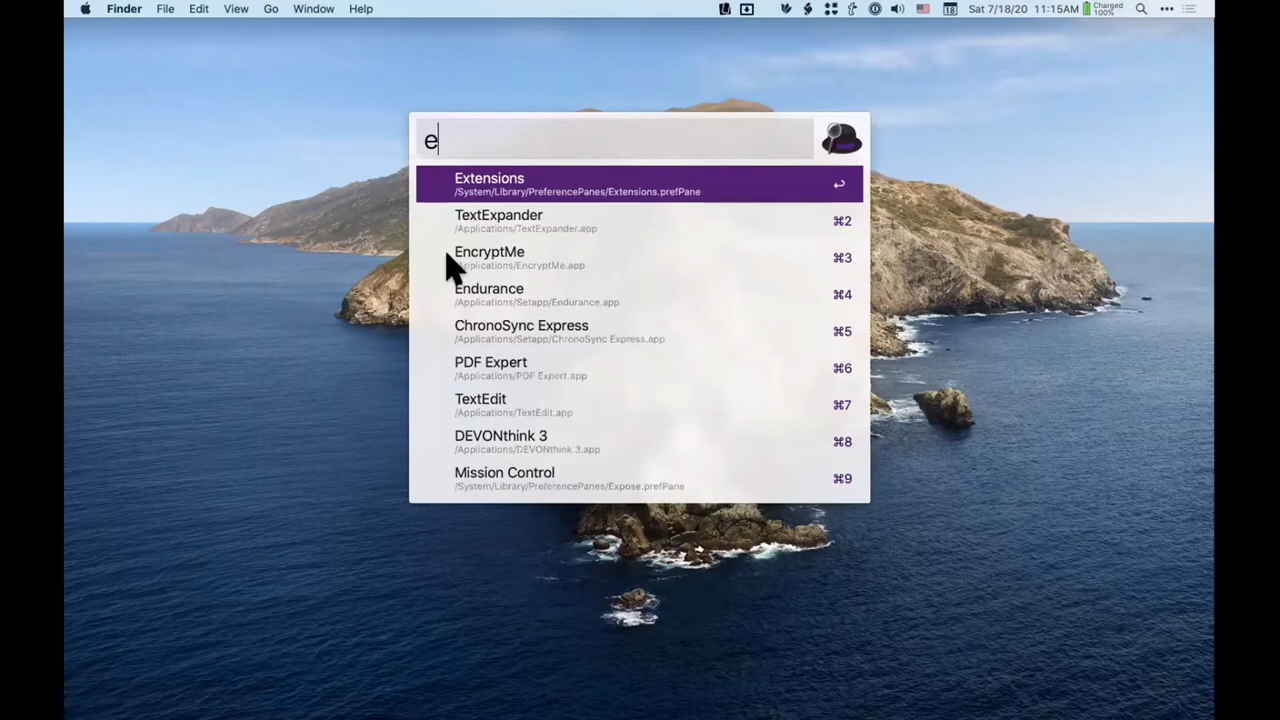 Finder File Edit View Go Window Help 18 Sat 7/18/20 11:15AM Charged 100%
e
Extensions
/System/Library/PreferencePanes/Extensions.prefPane
TextExpander ⌘2
/Applications/TextExpander.app
EncryptMe ⌘3
Applications/EncryptMe.app
Endurance ⌘4
/Applications/Setapp/Endurance.app
ChronoSync Express ⌘5
/Applications/Setapp/ChronoSync Express.app
PDF Expert ⌘6
/Applications/PDF Expert.app
TextEdit ⌘7
/Applications/TextEdit.app
DEVONthink 3 ⌘8
/Applications/DEVONthink 3.app
Mission Control ⌘9
/System/Library/PreferencePanes/Expose.prefPane